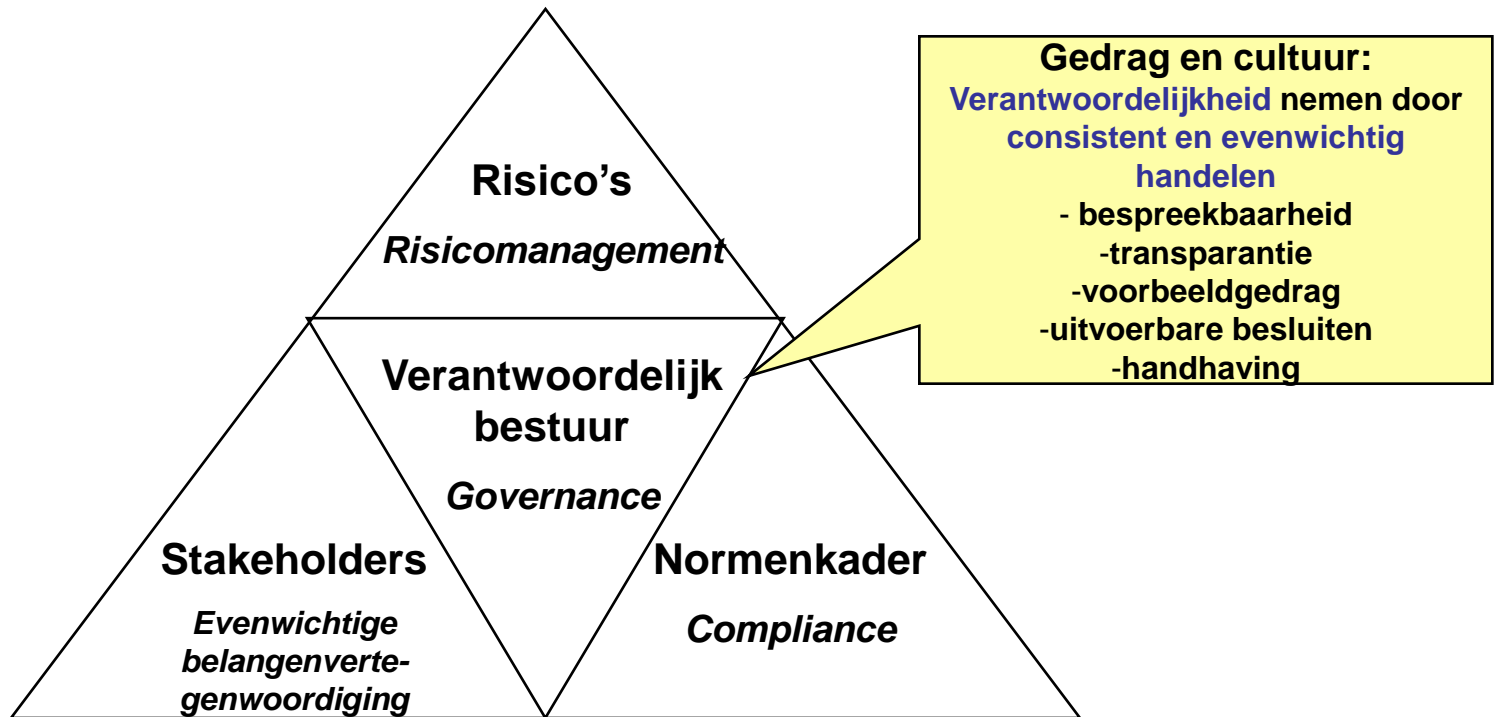 Risico’s
Risicomanagement
Verantwoordelijk
bestuur
Governance
Stakeholders
Evenwichtige
belangenverte-
genwoordiging
Normenkader
Compliance
Gedrag en cultuur:
Verantwoordelijkheid nemen door
consistent en evenwichtig
handelen
- bespreekbaarheid
-transparantie
-voorbeeldgedrag
-uitvoerbare besluiten
-handhaving